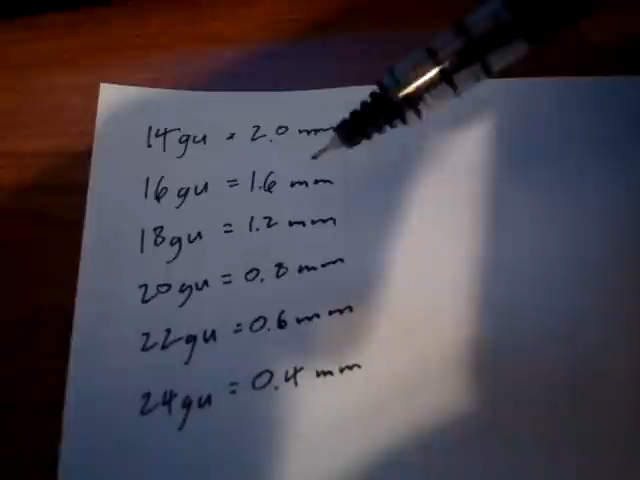 14gu = 2.0 mm
16gu = 1.6 mm
18gu = 1.2 mm
20gu = 0.8 mm
22gu = 0.6 mm
24gu = 0.4 mm